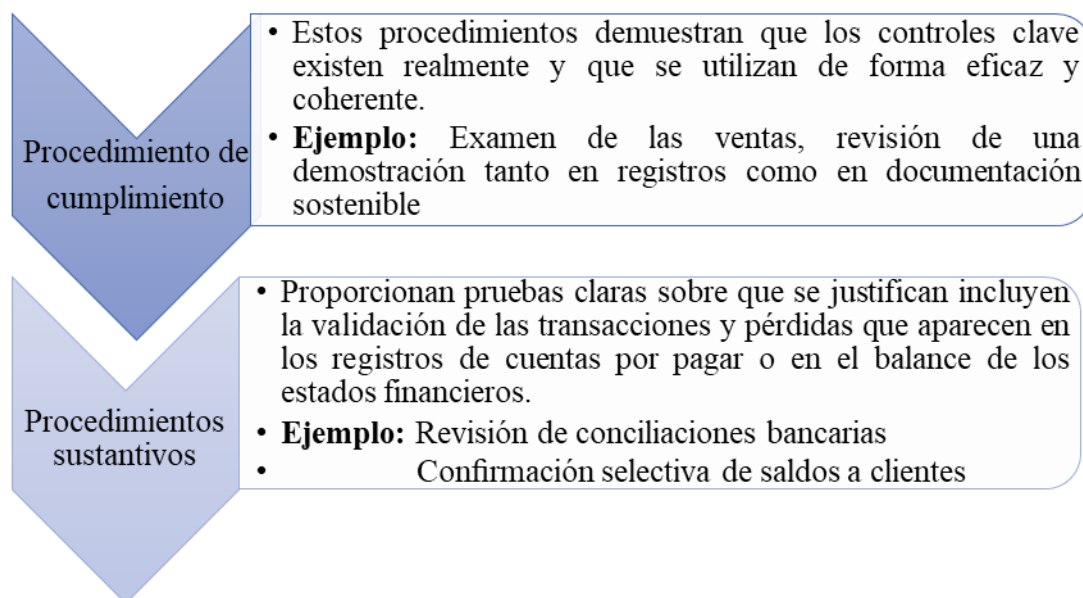 Procedimiento de
cumplimiento
• Estos procedimientos demuestran que los controles clave
existen realmente y que se utilizan de forma eficaz y
coherente.
• Ejemplo: Examen de las ventas, revisión de una
demostración tanto en registros como en documentación
sostenible
Procedimientos
sustantivos
• Proporcionan pruebas claras sobre que se justifican incluyen
la validación de las transacciones y pérdidas que aparecen en
los registros de cuentas por pagar o en el balance de los
estados financieros.
• Ejemplo: Revisión de conciliaciones bancarias
• Confirmación selectiva de saldos a clientes